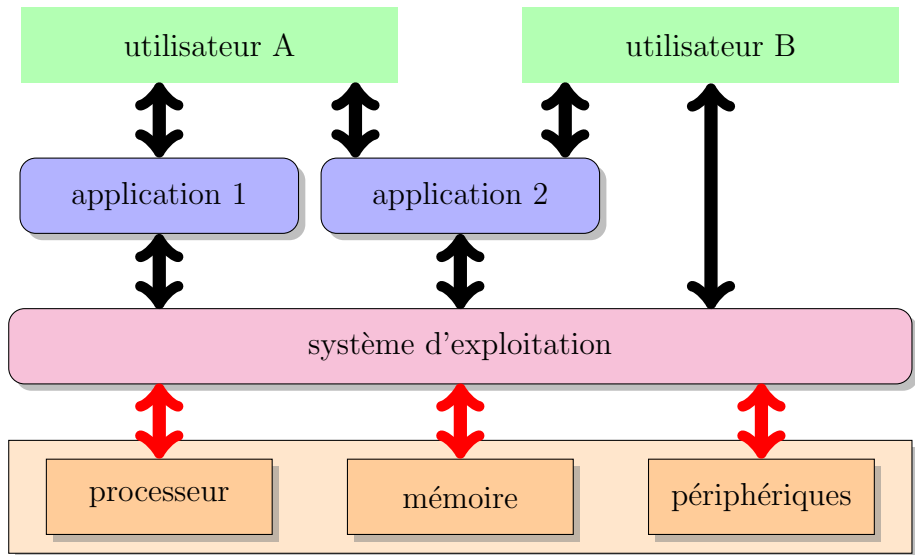 utilisateur A
utilisateur B
application 1
application 2
système d'exploitation
processeur
mémoire
périphériques